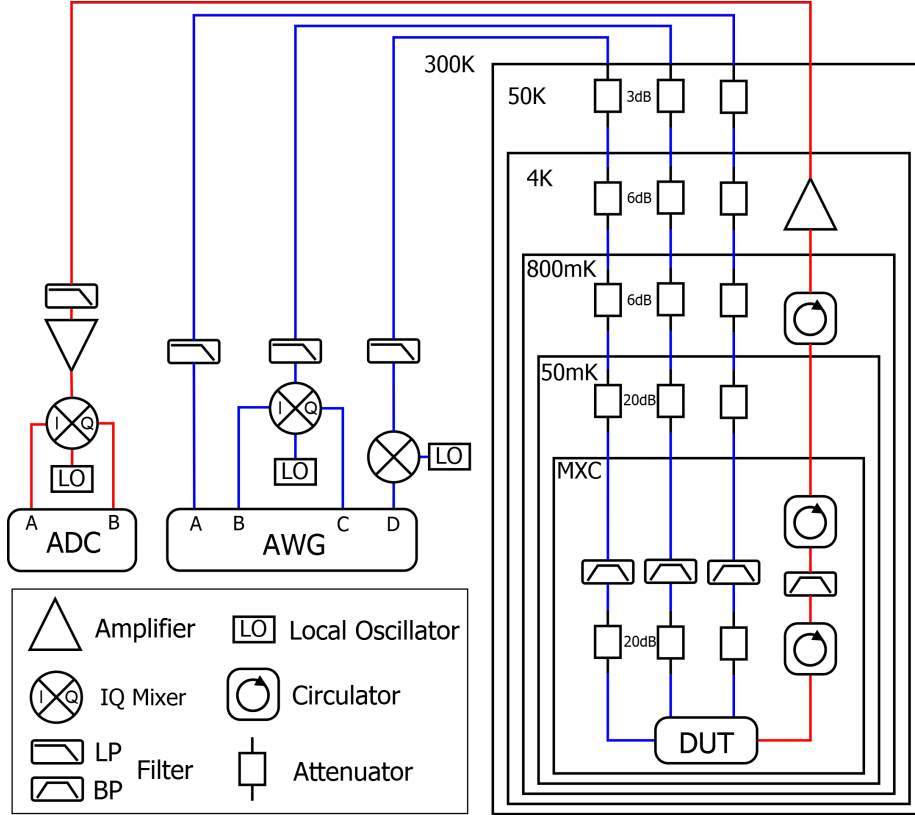 300K
50K
3dB
4K
6dB
800mK
6dB
50mK
20dB
I Q
I Q
LO
LO
LO
MXC
A B
A B C D
ADC
AWG
20dB
DUT
Amplifier
LO Local Oscillator
I Q IQ Mixer
Circulator
LP
BP
Filter
Attenuator